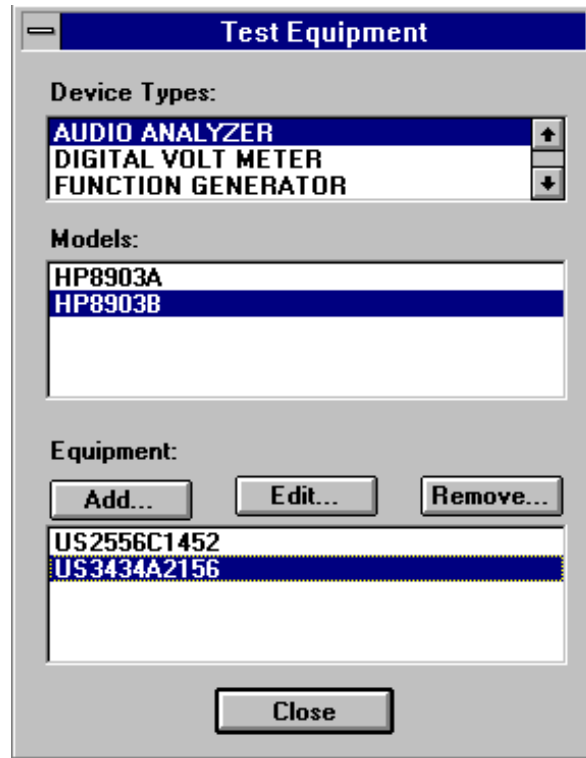 Test Equipment
Device Types:
AUDIO ANALYZER
DIGITAL VOLT METER
FUNCTION GENERATOR
Models:
HP8903A
HP8903B
Equipment:
Add... Edit... Remove...
US2556C1452
US3434A2156
Close